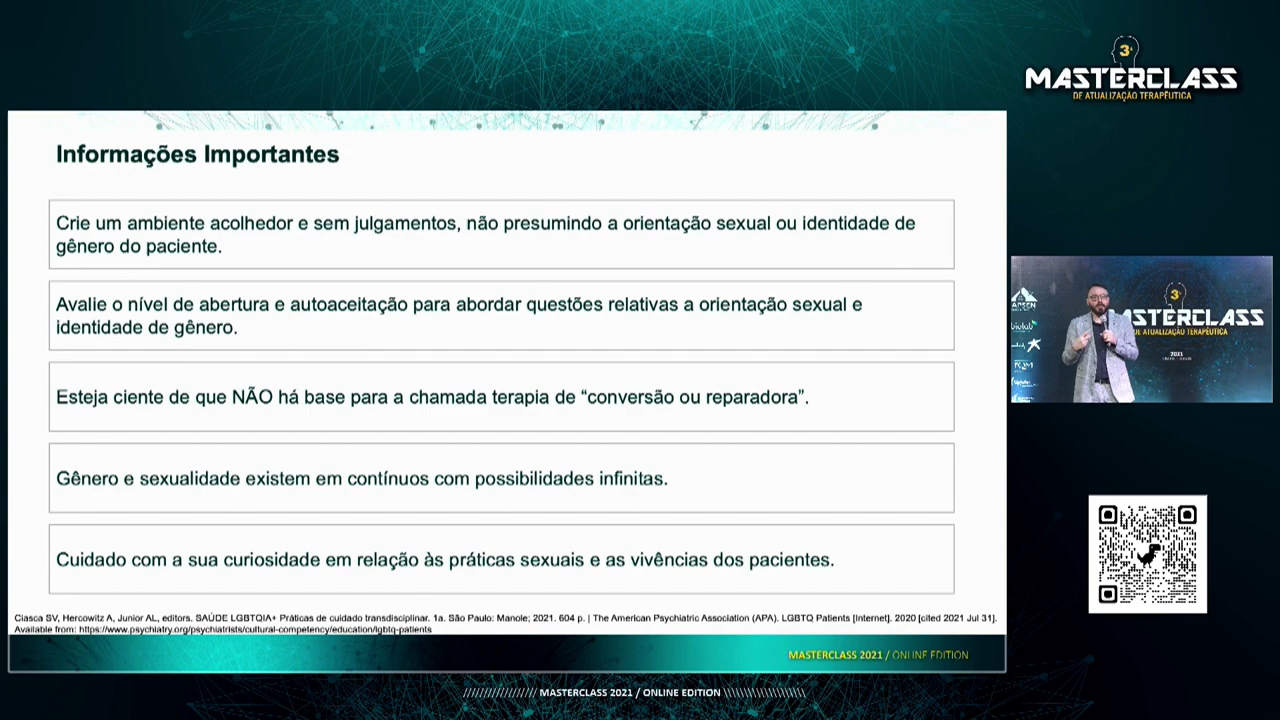 3ª
MASTERCLASS
DE ATUALIZAÇÃO TERAPÊUTICA
Informações Importantes
Crie um ambiente acolhedor e sem julgamentos, não presumindo a orientação sexual ou identidade de
gênero do paciente.
Avalie o nível de abertura e autoaceitação para abordar questões relativas a orientação sexual e
identidade de gênero.
Esteja ciente de que NÃO há base para a chamada terapia de “conversão ou reparadora”.
Gênero e sexualidade existem em contínuos com possibilidades infinitas.
Cuidado com a sua curiosidade em relação às práticas sexuais e as vivências dos pacientes.
Ciasca SV, Hercowitz A, Junior AL, editors. SAÚDE LGBTQIA+ Práticas de cuidado transdisciplinar. 1a. São Paulo: Manole; 2021. 604 p. | The American Psychiatric Association (APA). LGBTQ Patients [Internet]. 2020 [cited 2021 Jul 31].
Available from: https://www.psychiatry.org/psychiatrists/cultural-competency/education/lgbtq-patients
MASTERCLASS 2021 / ONLINE EDITION
APSEN
biolab
3ª
MASTERCLASS
DE ATUALIZAÇÃO TERAPÊUTICA
2021
////////////////// MASTERCLASS 2021 / ONLINE EDITION \\\\\\\\\\\\\\\\\\\\